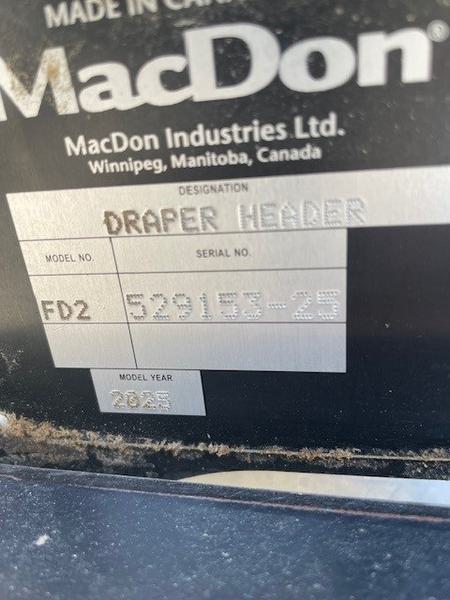 MADE IN CANA
MacDon®
MacDon Industries Ltd.
Winnipeg, Manitoba, Canada
DESIGNATION
DRAPER HEADER
MODEL NO. SERIAL NO.
FD2 529153-25
MODEL YEAR
2025